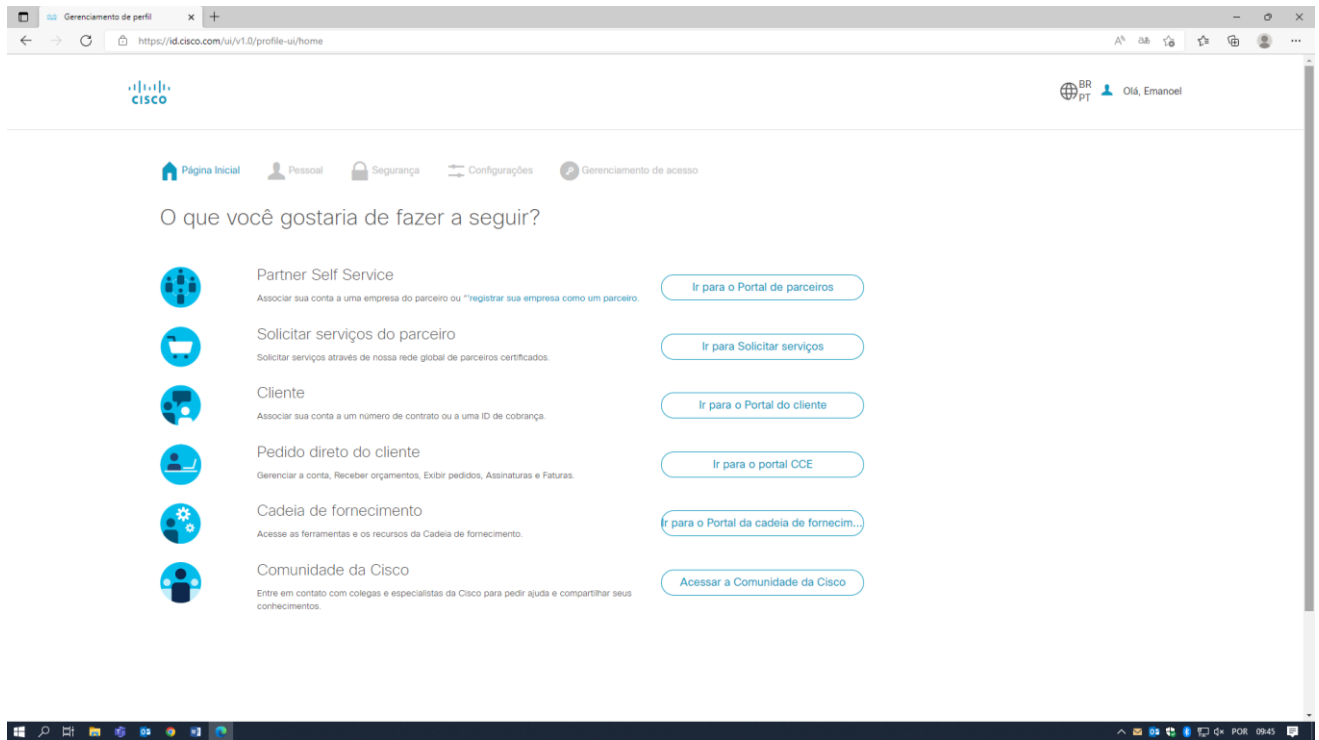 Gerenciamento de perfil
https://id.cisco.com/ui/v1.0/profile-ui/home
CISCO
BR
PT
Olá, Emanoel
Página Inicial
Pessoal
Segurança
Configurações
Gerenciamento de acesso
O que você gostaria de fazer a seguir?
Partner Self Service
Associar sua conta a uma empresa do parceiro ou "registrar sua empresa como um parceiro.
Ir para o Portal de parceiros
Solicitar serviços do parceiro
Solicitar serviços através de nossa rede global de parceiros certificados.
Ir para Solicitar serviços
Cliente
Associar sua conta a um número de contrato ou a uma ID de cobrança.
Ir para o Portal do cliente
Pedido direto do cliente
Gerenciar a conta, Receber orçamentos, Exibir pedidos, Assinaturas e Faturas.
Ir para o portal CCE
Cadeia de fornecimento
Acesse as ferramentas e os recursos da Cadeia de fornecimento.
Ir para o Portal da cadeia de fornecim...
Comunidade da Cisco
Entre em contato com colegas e especialistas da Cisco para pedir ajuda e compartilhar seus
conhecimentos.
Acessar a Comunidade da Cisco
POR
09:45